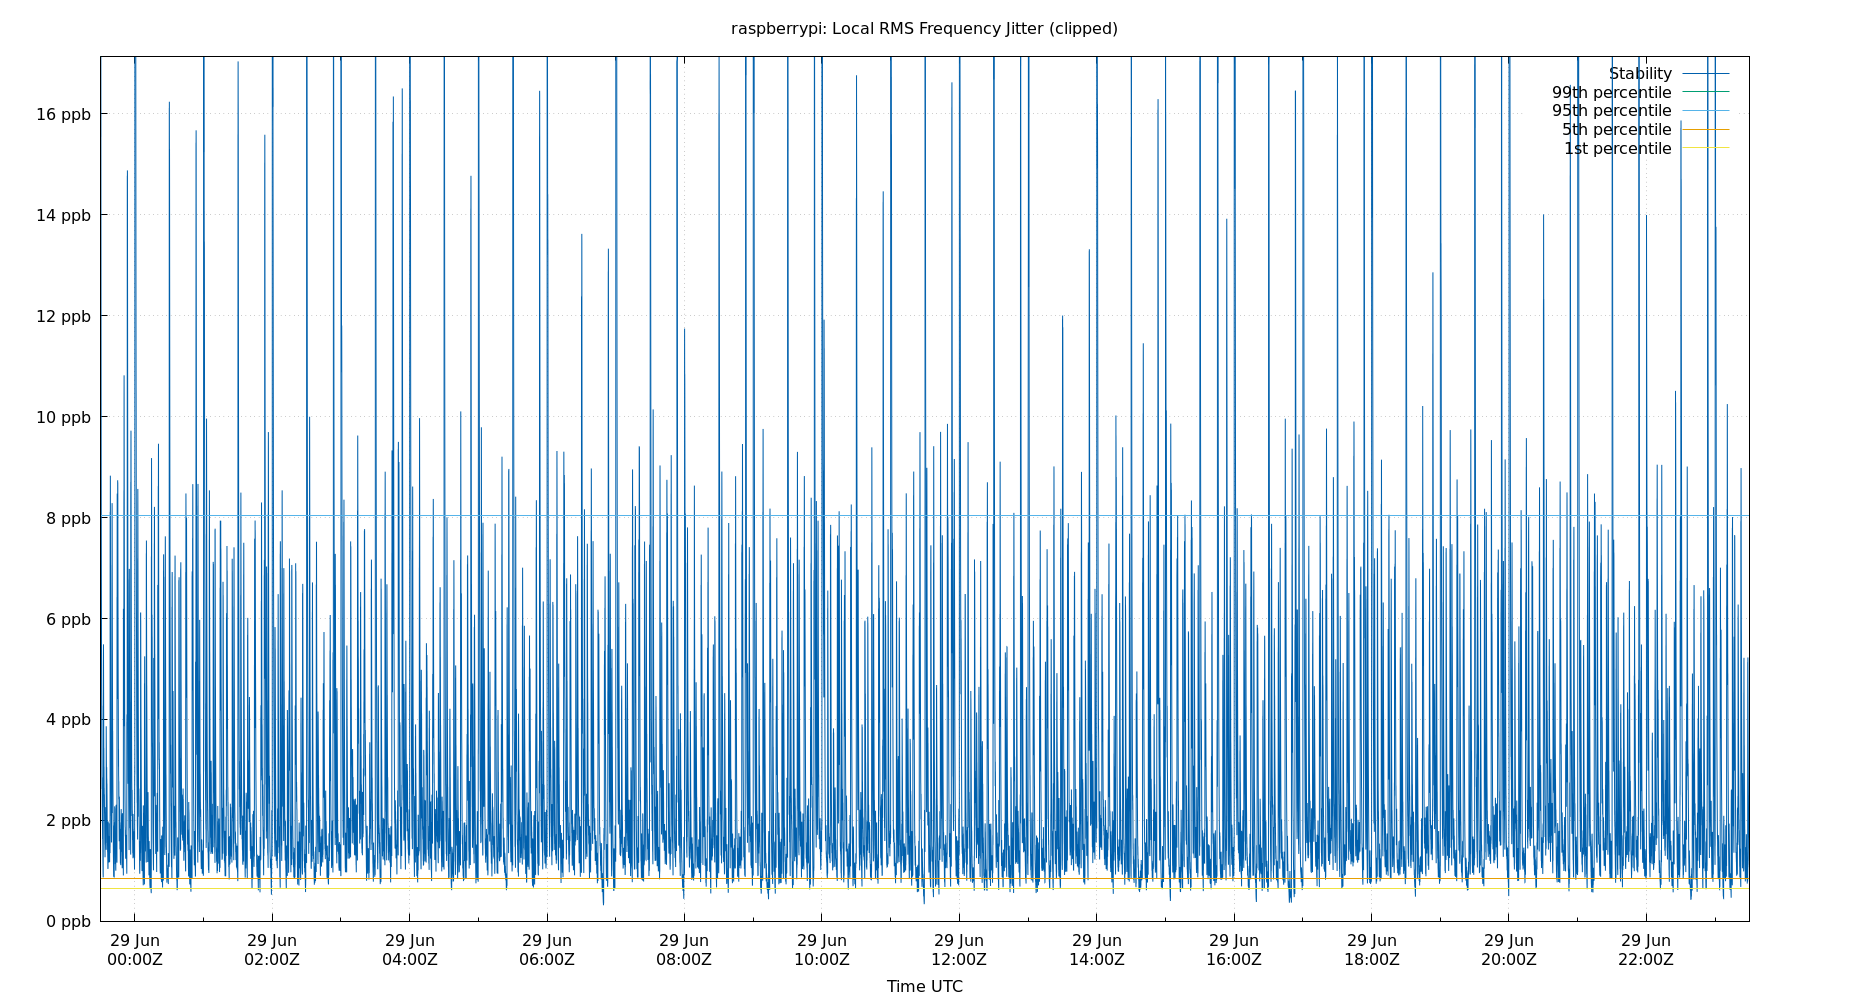 raspberrypi: Local RMS Frequency Jitter (clipped)
Stability
99th percentile
95th percentile
5th percentile
1st percentile
16 ppb
14 ppb
12 ppb
10 ppb
8 ppb
6 ppb
4 ppb
2 ppb
0 ppb
29 Jun 29 Jun 29 Jun 29 Jun 29 Jun 29 Jun 29 Jun 29 Jun 29 Jun 29 Jun 29 Jun 29 Jun
00:00Z 02:00Z 04:00Z 06:00Z 08:00Z 10:00Z 12:00Z 14:00Z 16:00Z 18:00Z 20:00Z 22:00Z
Time UTC